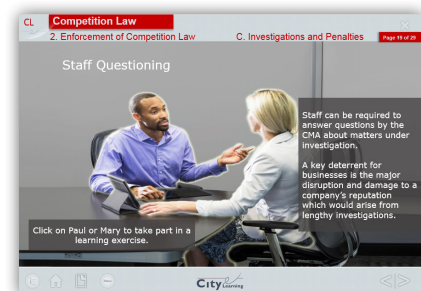 CL
Competition Law
2. Enforcement of Competition Law
C. Investigations and Penalties
Page 19 of 29
Staff Questioning
Staff can be required to
answer questions by the
CMA about matters under
investigation.
A key deterrent for
businesses is the major
disruption and damage to a
company's reputation
which would arise from
lengthy investigations.
Click on Paul or Mary to take part in a
learning exercise.
City
Learning